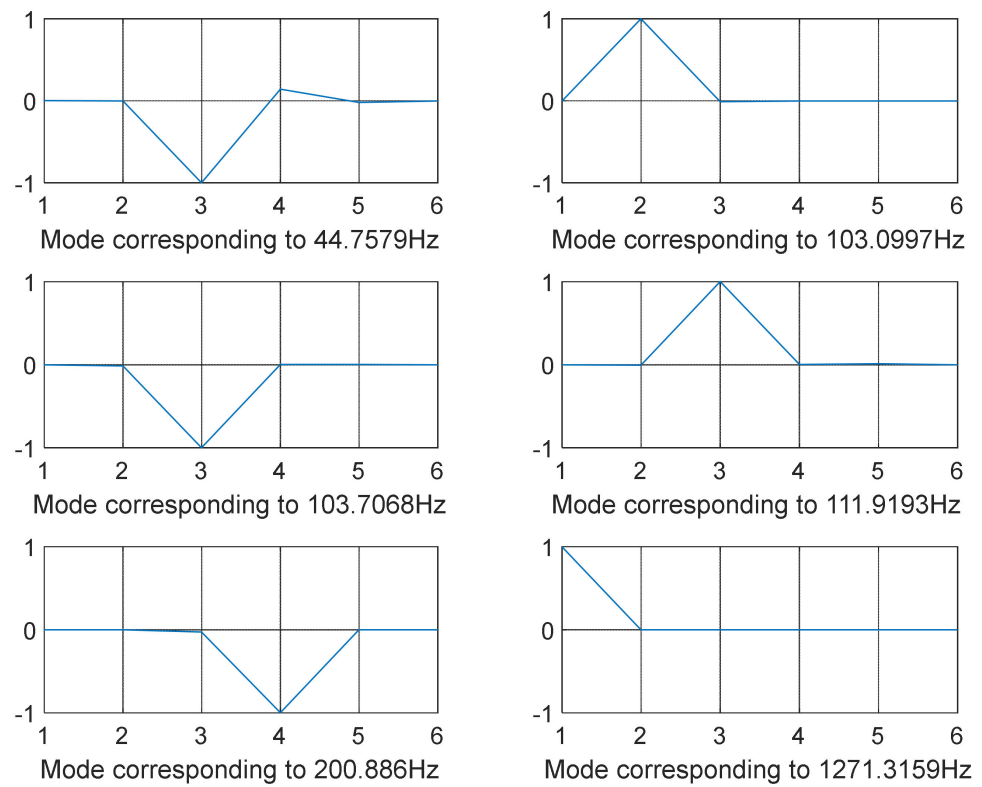 1
0
-1
1 2 3 4 5 6
Mode corresponding to 44.7579Hz
1
0
-1
1 2 3 4 5 6
Mode corresponding to 103.0997Hz
1
0
-1
1 2 3 4 5 6
Mode corresponding to 103.7068Hz
1
0
-1
1 2 3 4 5 6
Mode corresponding to 111.9193Hz
1
0
-1
1 2 3 4 5 6
Mode corresponding to 200.886Hz
1
0
-1
1 2 3 4 5 6
Mode corresponding to 1271.3159Hz